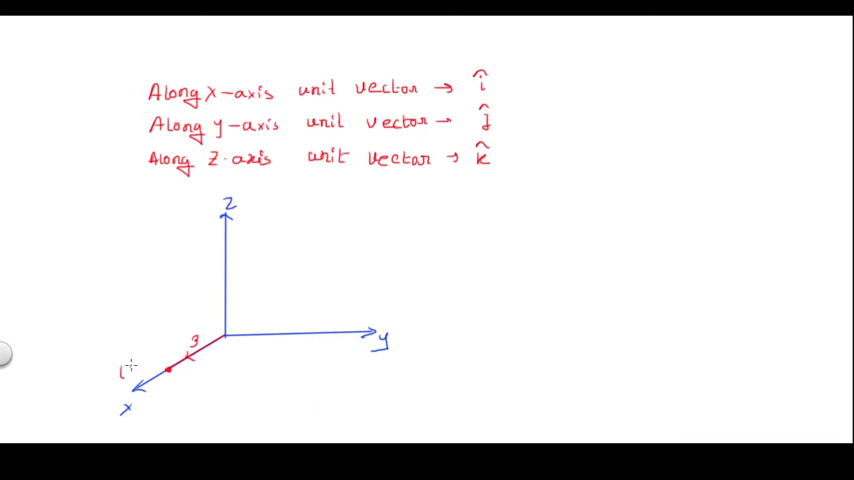 Along x-axis unit vector → î
Along y-axis unit vector → ĵ
Along z-axis unit vector → k̂
z
3
y
(
x